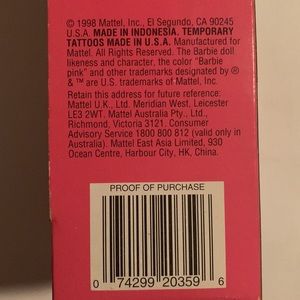 © 1998 Mattel, Inc., El Segundo, CA 90245
U.S.A. MADE IN INDONESIA. TEMPORARY
TATTOOS MADE IN U.S.A. Manufactured for
Mattel. All Rights Reserved. The Barbie doll
likeness and character, the color "Barbie
pink" and other trademarks designated by ®
& ™ are U.S. trademarks of Mattel, Inc.
Retain this address for future reference:
Mattel U.K., Ltd. Meridian West, Leicester
LE3 2WT. Mattel Australia Pty., Ltd.,
Richmond, Victoria 3121. Consumer
Advisory Service 1800 800 812 (valid only in
Australia). Mattel East Asia Limited, 930
Ocean Centre, Harbour City, HK, China.
PROOF OF PURCHASE
0 74299 20359 6